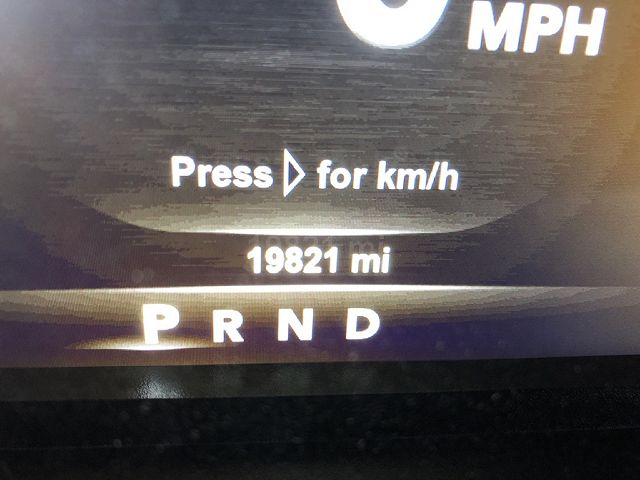 MPH
Press ▷ for km/h
19821 mi
P R N D